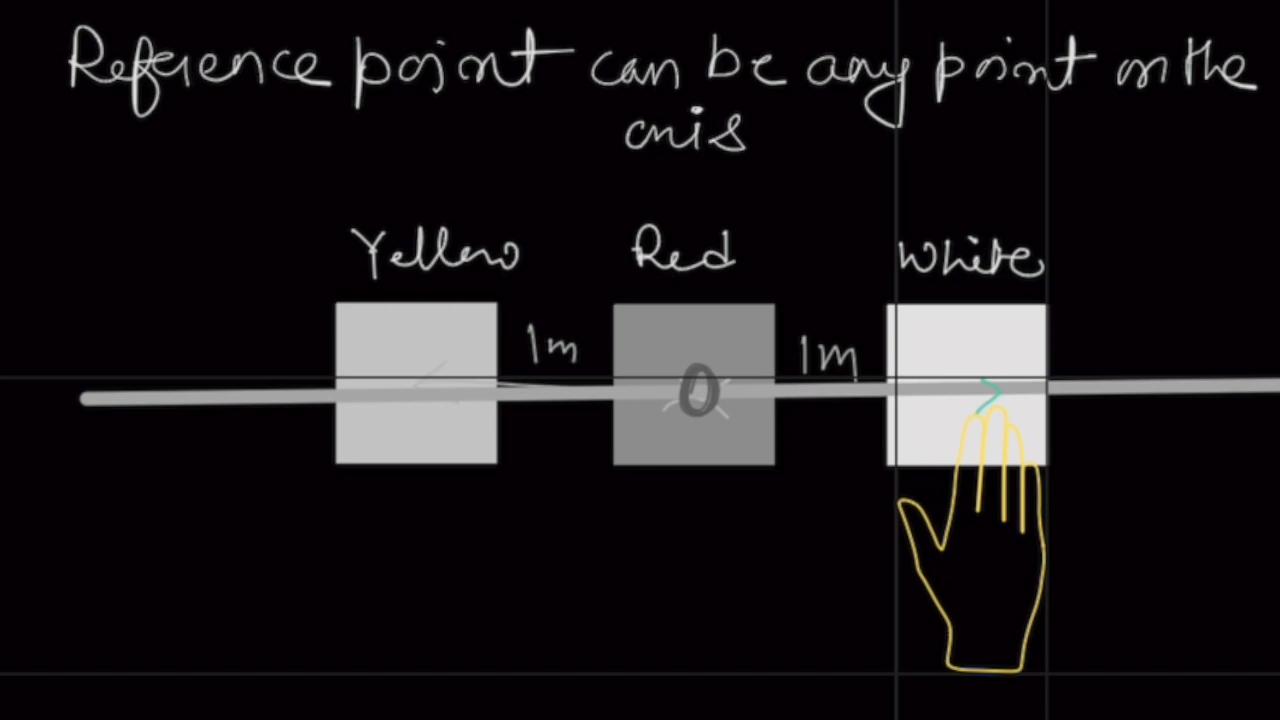 Reference point can be any point on the
axis
Yellow Red White
1m 1m
0